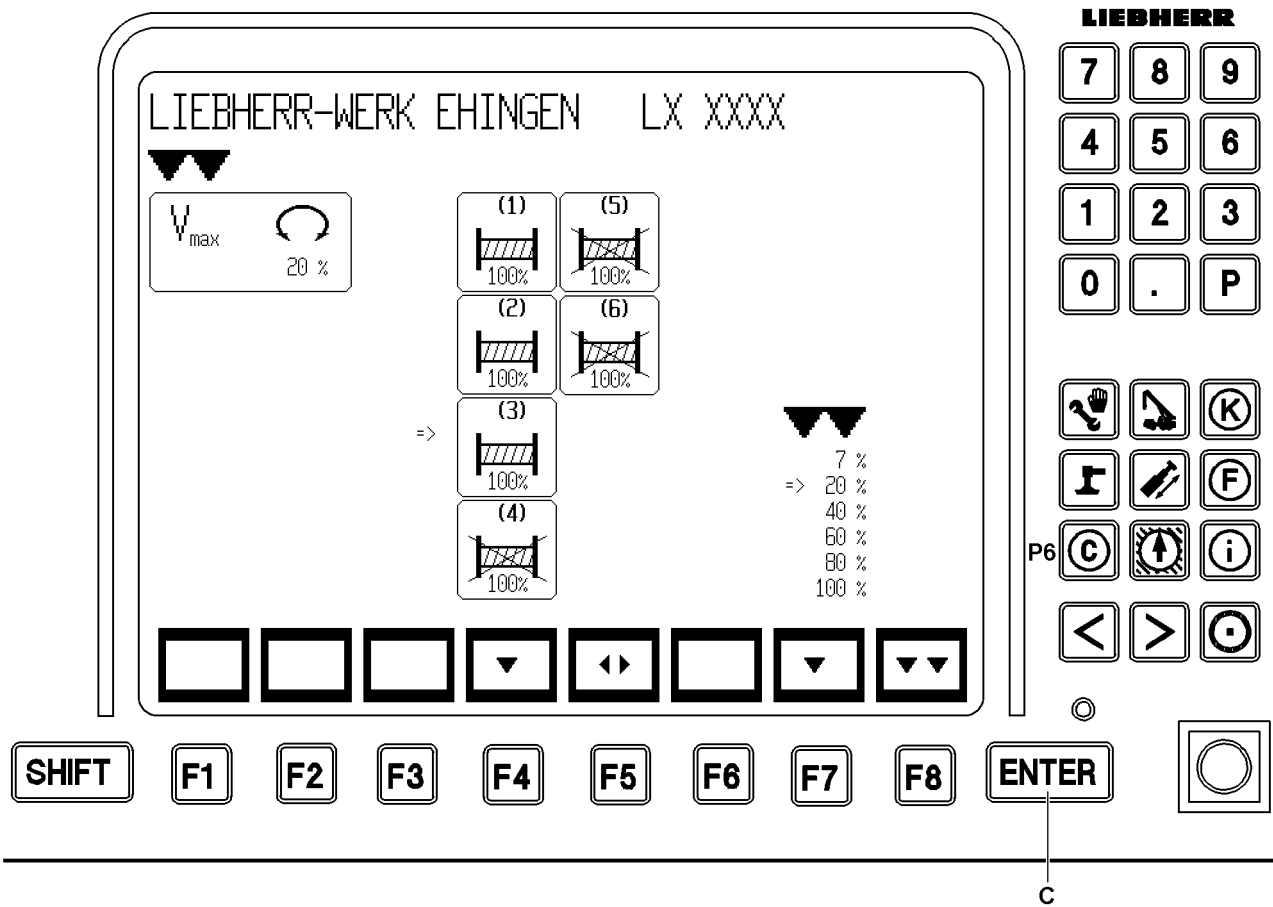 LIEBHERR
LIEBHERR-WERK EHINGEN LX XXXX
Vmax
20 %
(1) (5)
100% 100%
(2) (6)
100% 100%
(3)
=>
100%
(4)
100%
7 %
=> 20 %
40 %
60 %
80 %
100 %
7 8 9
4 5 6
1 2 3
0 . P
K
F
P6 C i
< >
SHIFT F1 F2 F3 F4 F5 F6 F7 F8 ENTER
C